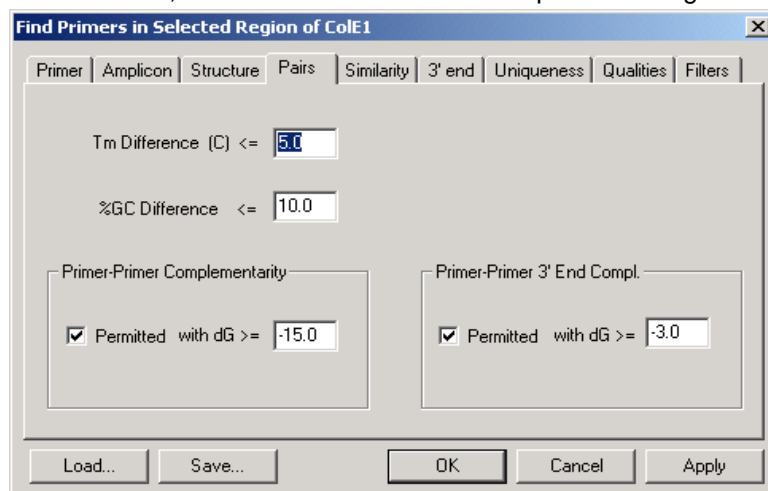 Find Primers in Selected Region of ColE1
Primer Amplicon Structure Pairs Similarity 3' end Uniqueness Qualities Filters
Tm Difference (C) <= 5.0
%GC Difference <= 10.0
Primer-Primer Complementarity
Permitted with dG >= -15.0
Primer-Primer 3' End Compl.
Permitted with dG >= -3.0
Load... Save... OK Cancel Apply